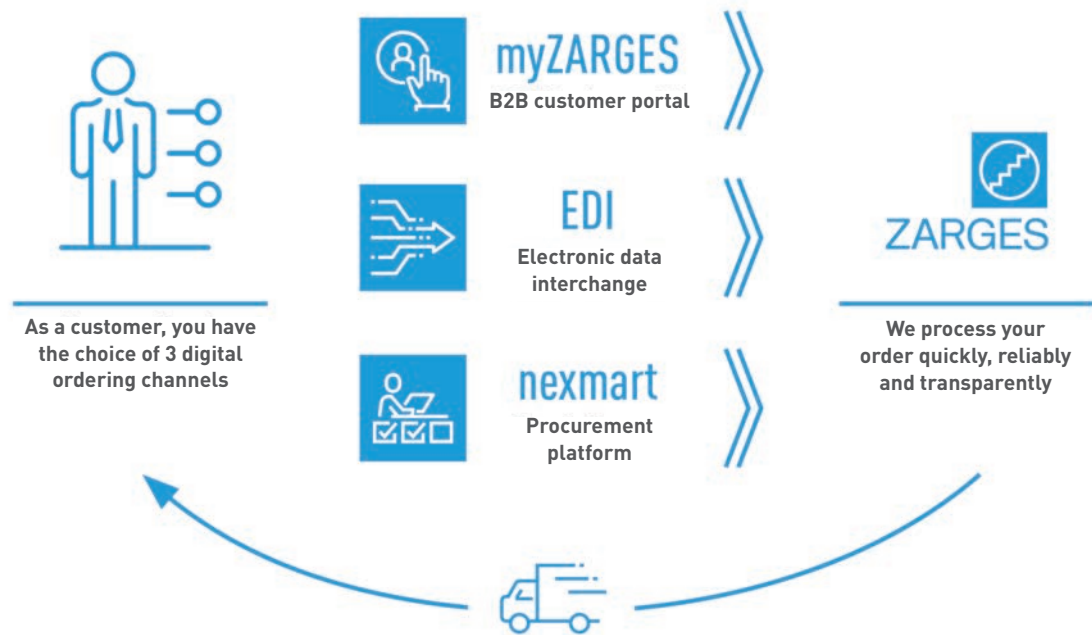 myZARGES
B2B customer portal
EDI
Electronic data
interchange
ZARGES
As a customer, you have
the choice of 3 digital
ordering channels
We process your
order quickly, reliably
and transparently
nexmart
Procurement
platform